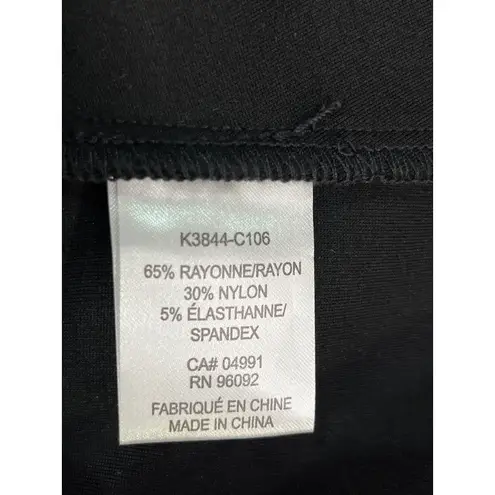 K3844-C106
65% RAYONNE/RAYON
30% NYLON
5% ÉLASTHANNE/
SPANDEX
CA# 04991
RN 96092
FABRIQUÉ EN CHINE
MADE IN CHINA